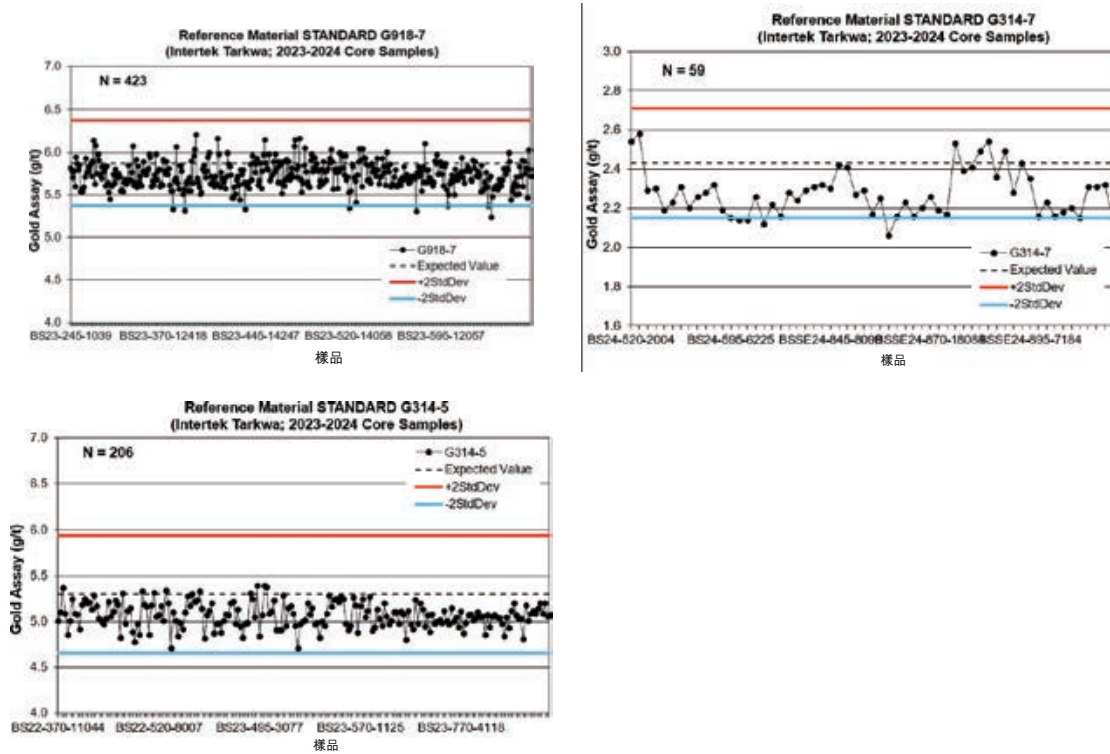 Reference Material STANDARD G918-7
(Intertek Tarkwa; 2023-2024 Core Samples)
N = 423
Gold Assay (g/t)
7.0
6.5
6.0
5.5
5.0
4.5
4.0
G918-7
Expected Value
+2StdDev
-2StdDev
BS23-245-1039 BS23-370-12418 BS23-445-14247 BS23-520-14058 BS23-595-12057
樣品
Reference Material STANDARD G314-7
(Intertek Tarkwa; 2023-2024 Core Samples)
N = 59
Gold Assay (g/t)
3.0
2.8
2.6
2.4
2.2
2.0
1.8
1.6
G314-7
Expected Value
+2StdDev
-2StdDev
BS24-520-2004 BS24-595-6225 BSSE24-895-7184
樣品
Reference Material STANDARD G314-5
(Intertek Tarkwa; 2023-2024 Core Samples)
N = 206
Gold Assay (g/t)
7.0
6.5
6.0
5.5
5.0
4.5
4.0
G314-5
Expected Value
+2StdDev
-2StdDev
BS22-370-11044 BS22-520-8007 BS23-495-3077 BS23-570-1125 BS23-770-4118
樣品